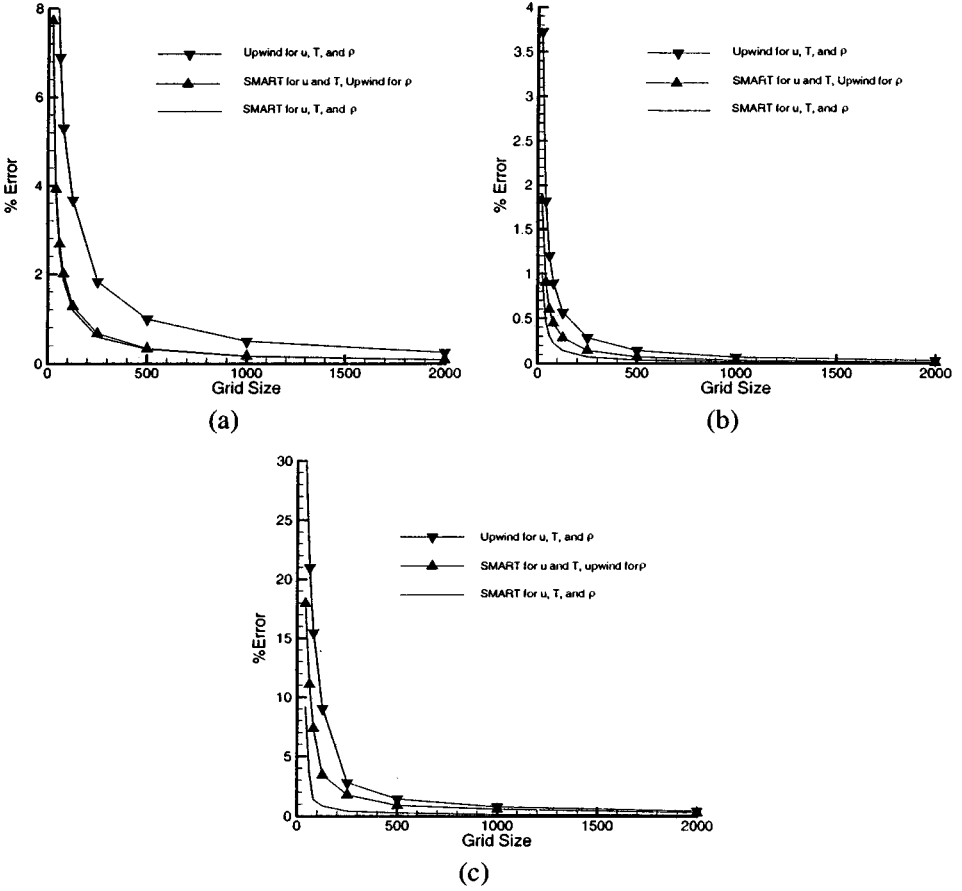 8
6
4
2
0
% Error
Upwind for u, T, and ρ
SMART for u and T, Upwind for ρ
SMART for u, T, and ρ
0 500 1000 1500 2000
Grid Size
(a)
4
3.5
3
2.5
2
1.5
1
0.5
0
% Error
Upwind for u, T, and ρ
SMART for u and T, Upwind for ρ
SMART for u, T, and ρ
0 500 1000 1500 2000
Grid Size
(b)
30
25
20
15
10
5
0
%Error
Upwind for u, T, and ρ
SMART for u and T, upwind for ρ
SMART for u, T, and ρ
0 500 1000 1500 2000
Grid Size
(c)